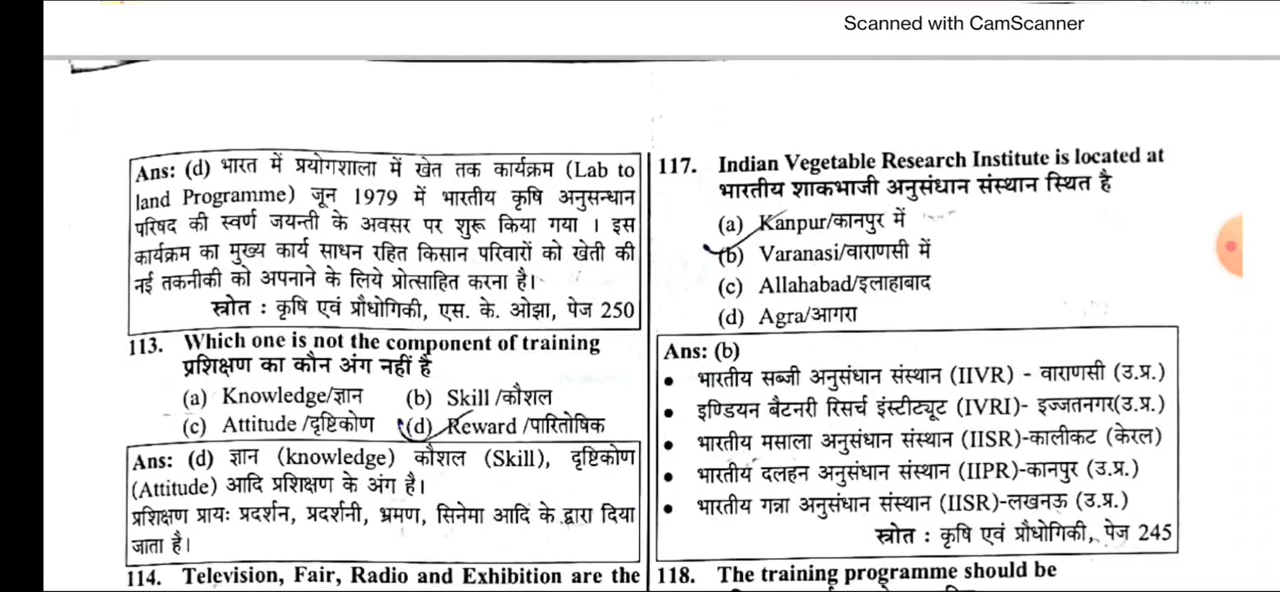 Scanned with CamScanner
Ans: (d) भारत में प्रयोगशाला में खेत तक कार्यक्रम (Lab to
land Programme) जून 1979 में भारतीय कृषि अनुसन्धान
परिषद की स्वर्ण जयन्ती के अवसर पर शुरू किया गया । इस
कार्यक्रम का मुख्य कार्य साधन रहित किसान परिवारों को खेती की
नई तकनीकी को अपनाने के लिये प्रोत्साहित करना है।
स्त्रोत : कृषि एवं प्रौधोगिकी, एस. के. ओझा, पेज 250
113. Which one is not the component of training
प्रशिक्षण का कौन अंग नहीं है
(a) Knowledge/ज्ञान (b) Skill /कौशल
(c) Attitude /दृष्टिकोण (d) Reward /पारितोषिक
Ans: (d) ज्ञान (knowledge) कौशल (Skill), दृष्टिकोण
(Attitude) आदि प्रशिक्षण के अंग है।
प्रशिक्षण प्रायः प्रदर्शन, प्रदर्शनी, भ्रमण, सिनेमा आदि के द्वारा दिया
जाता है।
114. Television, Fair, Radio and Exhibition are the
117. Indian Vegetable Research Institute is located at
भारतीय शाकभाजी अनुसंधान संस्थान स्थित है
(a) Kanpur/कानपुर में
(b) Varanasi/वाराणसी में
(c) Allahabad/इलाहाबाद
(d) Agra/आगरा
Ans: (b)
• भारतीय सब्जी अनुसंधान संस्थान (IIVR) - वाराणसी (उ.प्र.)
• इण्डियन बैटनरी रिसर्च इंस्टीट्यूट (IVRI)- इज्जतनगर(उ.प्र.)
• भारतीय मसाला अनुसंधान संस्थान (IISR)-कालीकट (केरल)
• भारतीय दलहन अनुसंधान संस्थान (IIPR)-कानपुर (उ.प्र.)
• भारतीय गन्ना अनुसंधान संस्थान (IISR)-लखनऊ (उ.प्र.)
स्त्रोत : कृषि एवं प्रौधोगिकी, पेज 245
118. The training programme should be